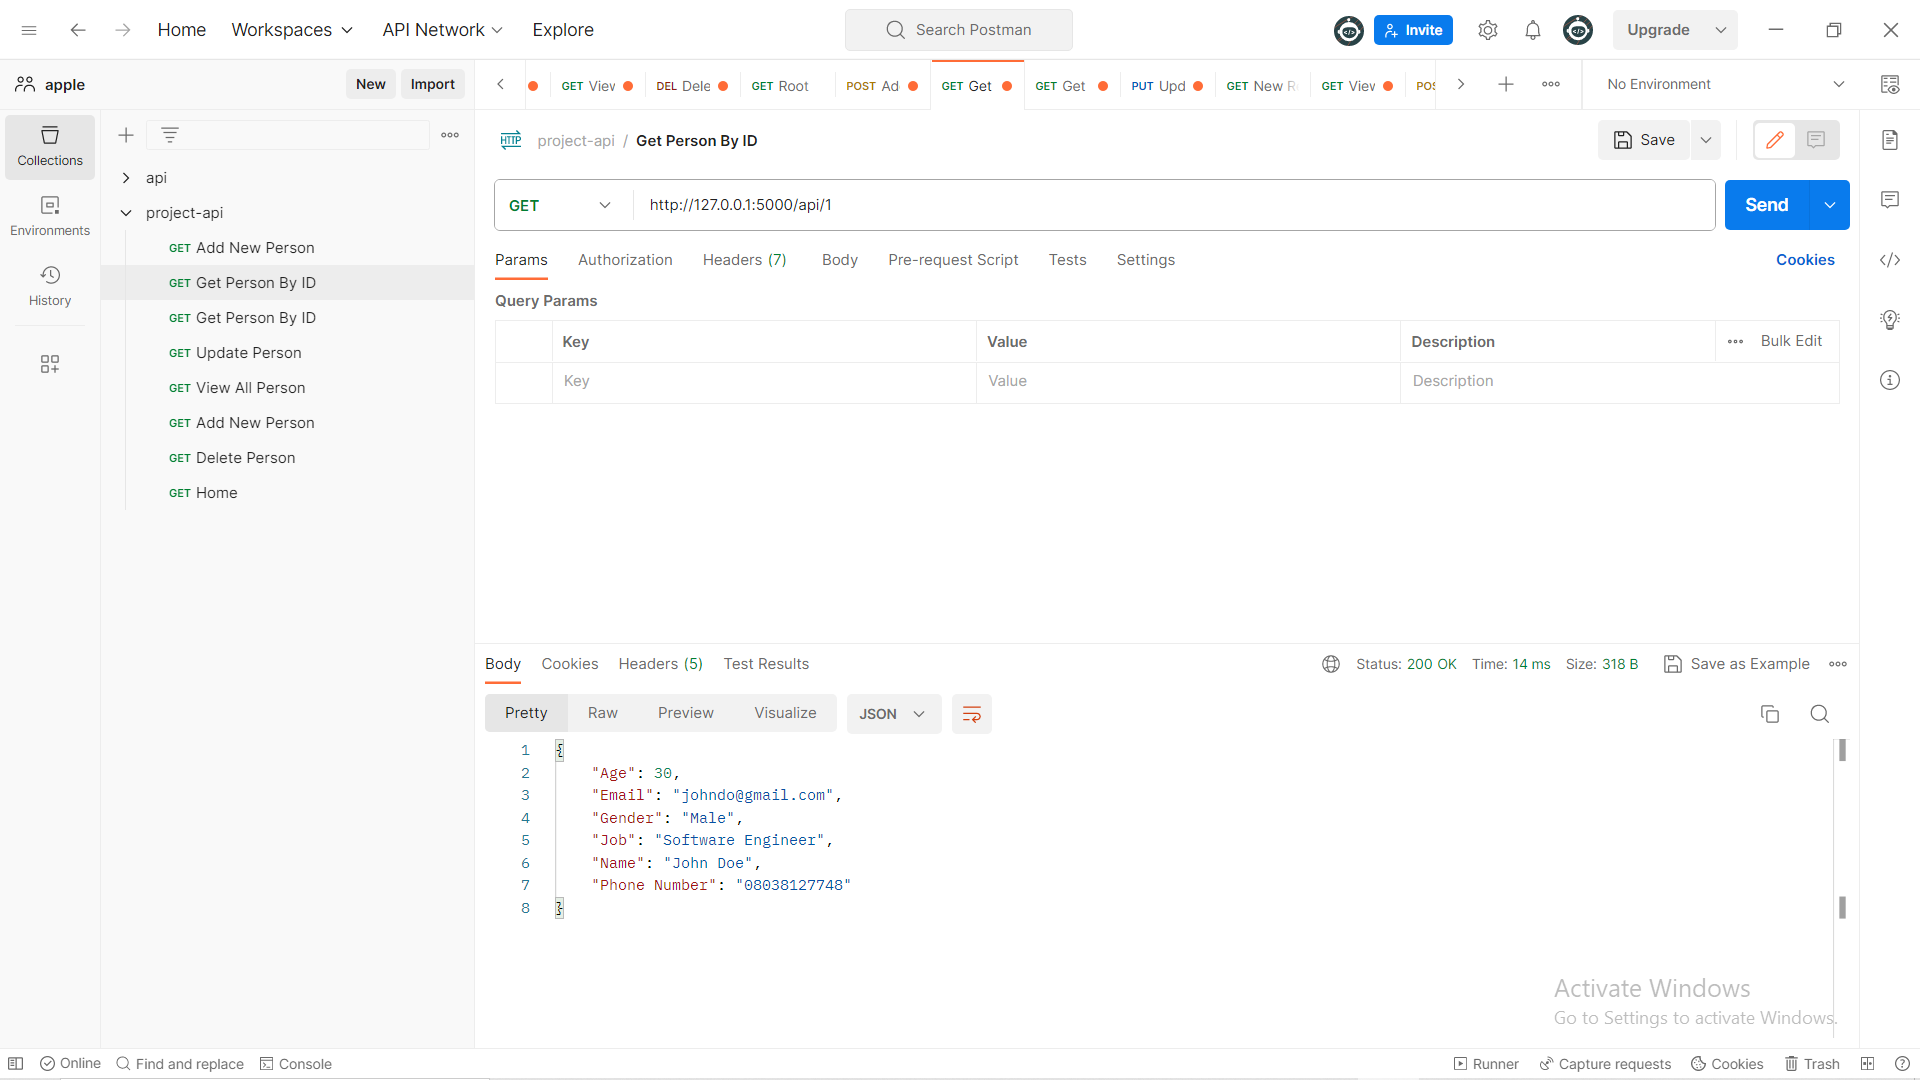 Home Workspaces API Network Explore Search Postman Invite Upgrade
apple New Import
GET View DEL Dele GET Root POST Ad GET Get GET Get PUT Upd GET New R GET View POS No Environment
Collections
Environments
History
api
project-api
GET Add New Person
GET Get Person By ID
GET Get Person By ID
GET Update Person
GET View All Person
GET Add New Person
GET Delete Person
GET Home
HTTP project-api / Get Person By ID Save
GET http://127.0.0.1:5000/api/1 Send
Params Authorization Headers (7) Body Pre-request Script Tests Settings Cookies
Query Params
Key Value Description Bulk Edit
Key Value Description
Body Cookies Headers (5) Test Results Status: 200 OK Time: 14 ms Size: 318 B Save as Example
Pretty Raw Preview Visualize JSON
1 {
2 "Age": 30,
3 "Email": "johndo@gmail.com",
4 "Gender": "Male",
5 "Job": "Software Engineer",
6 "Name": "John Doe",
7 "Phone Number": "08038127748"
8 }
Activate Windows
Go to Settings to activate Windows.
Online Find and replace Console Runner Capture requests Cookies Trash